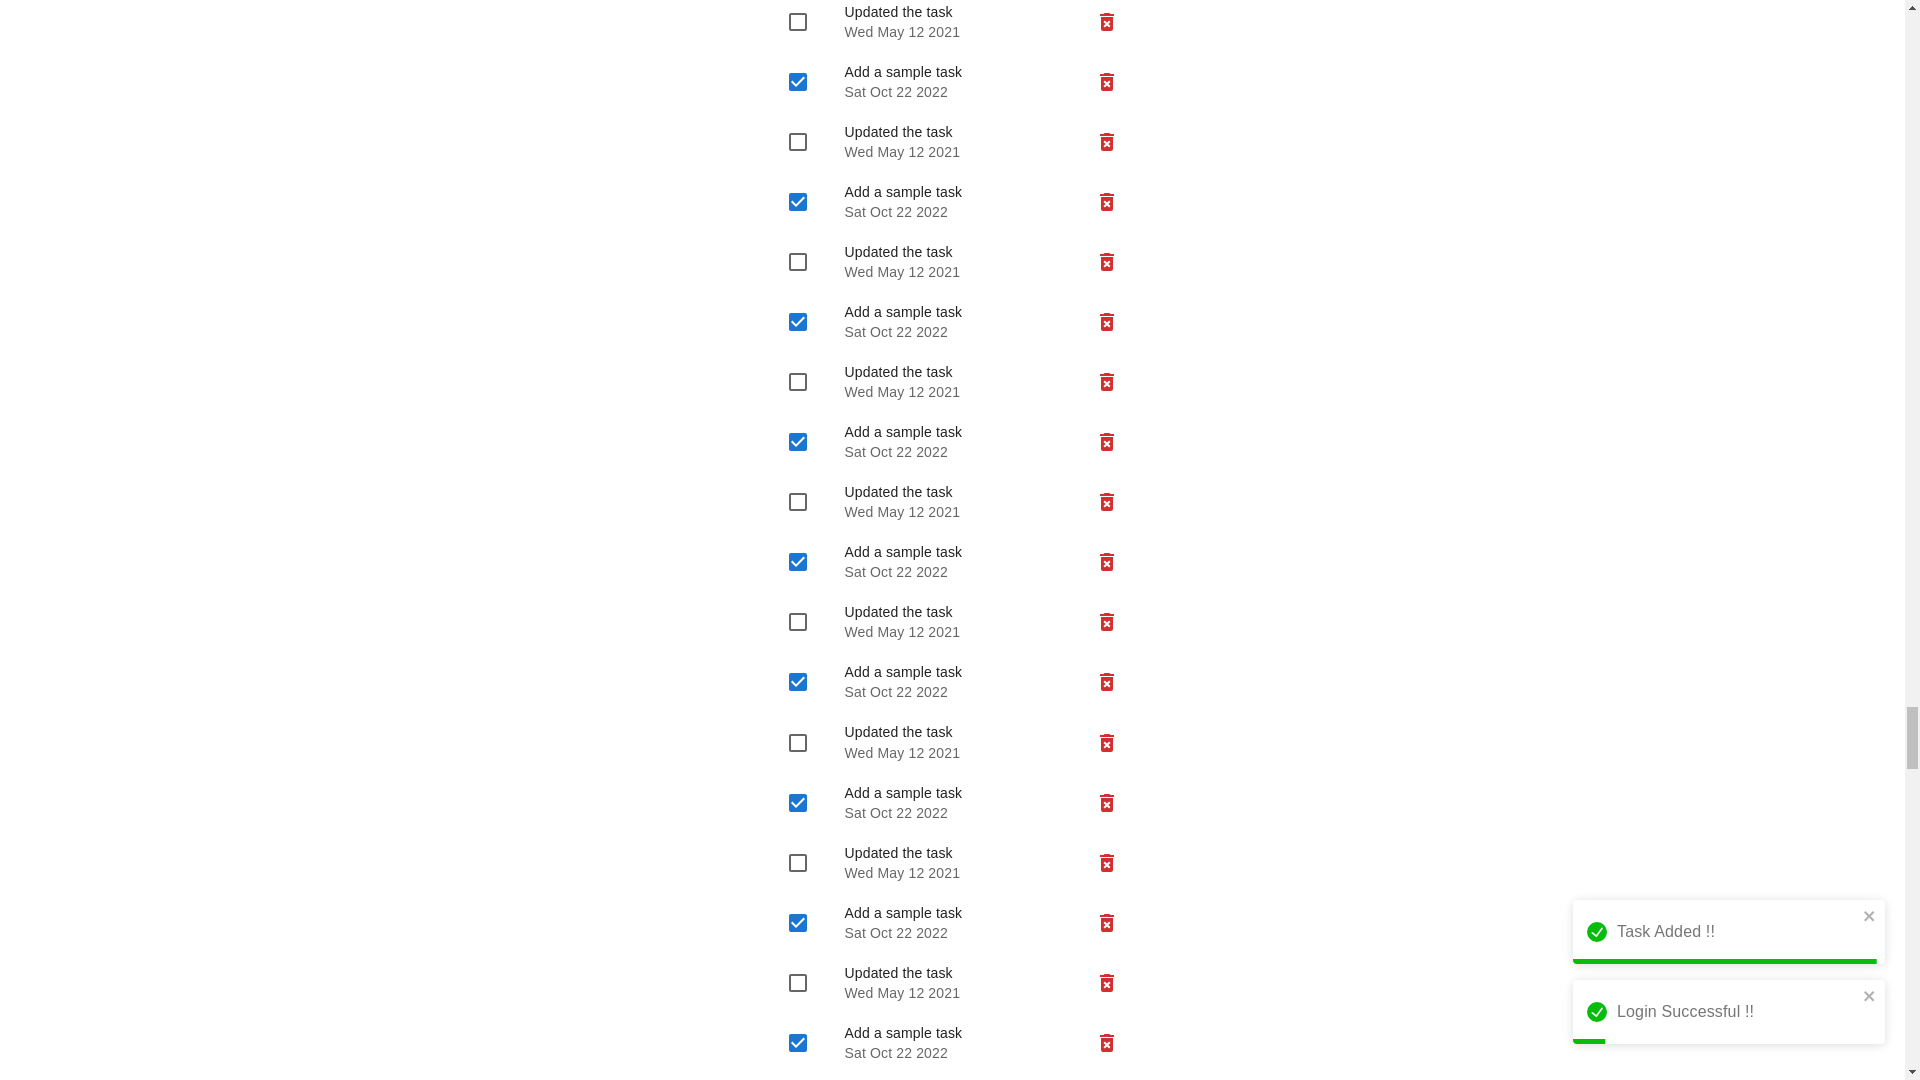 Updated the task
Wed May 12 2021
Add a sample task
Sat Oct 22 2022
Updated the task
Wed May 12 2021
Add a sample task
Sat Oct 22 2022
Updated the task
Wed May 12 2021
Add a sample task
Sat Oct 22 2022
Updated the task
Wed May 12 2021
Add a sample task
Sat Oct 22 2022
Updated the task
Wed May 12 2021
Add a sample task
Sat Oct 22 2022
Updated the task
Wed May 12 2021
Add a sample task
Sat Oct 22 2022
Updated the task
Wed May 12 2021
Add a sample task
Sat Oct 22 2022
Updated the task
Wed May 12 2021
Add a sample task
Sat Oct 22 2022
Updated the task
Wed May 12 2021
Add a sample task
Sat Oct 22 2022
Task Added !!
Login Successful !!